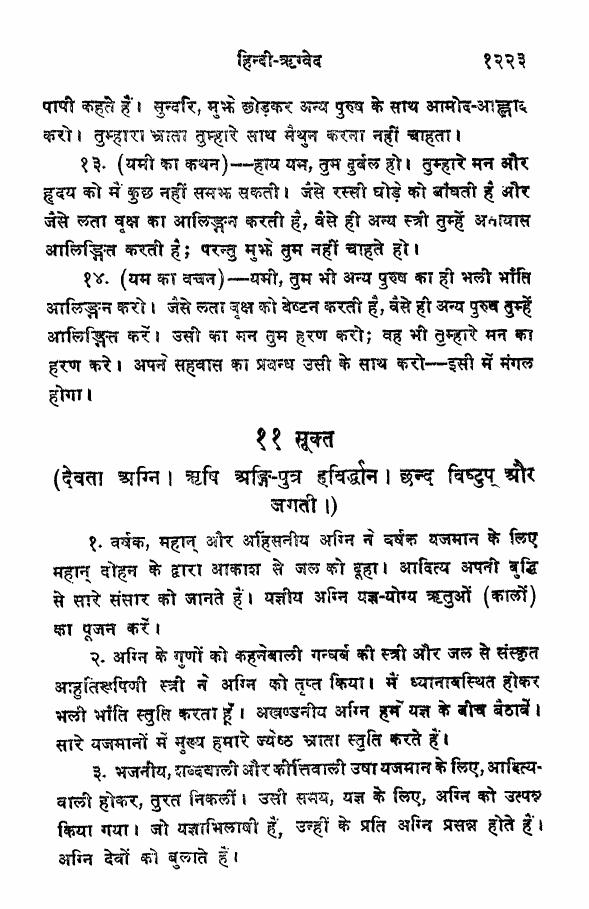 हिन्दी-ऋग्वेद १२२३
पापी कहते हैं। सुन्दरि, मुझे छोड़कर अन्य पुरुष के साथ आमोद-आह्लाद
करो। तुम्हारा भ्राता तुम्हारे साथ मैथुन करना नहीं चाहता।
१३. (यमी का कथन)—हाय यम, तुम दुर्बल हो। तुम्हारे मन और
हृदय को मैं कुछ नहीं समझ सकती। जैसे रस्सी घोड़े को बाँधती है और
जैसे लता वृक्ष का आलिङ्गन करती है, वैसे ही अन्य स्त्री तुम्हें अनायास
आलिङ्गित करती है; परन्तु मुझे तुम नहीं चाहते हो।
१४. (यम का वचन)—यमी, तुम भी अन्य पुरुष का ही भली भाँति
आलिङ्गन करो। जैसे लता वृक्ष को वेष्टन करती है, वैसे ही अन्य पुरुष तुम्हें
आलिङ्गित करें। उसी का मन तुम हरण करो; वह भी तुम्हारे मन का
हरण करे। अपने सहवास का प्रबन्ध उसी के साथ करो—इसी में मंगल
होगा।
११ सूक्त
(देवता अग्नि। ऋषि अङ्गि-पुत्र हविर्द्धान। छन्द त्रिष्टुप् और
जगती।)
१. वर्षक, महान् और अहिंसनीय अग्नि ने वर्षक यजमान के लिए
महान् दोहन के द्वारा आकाश से जल को दूहा। आदित्य अपनी बुद्धि
से सारे संसार को जानते हैं। यज्ञीय अग्नि यज्ञ-योग्य ऋतुओं (कालों)
का पूजन करें।
२. अग्नि के गुणों को कहनेवाली गन्धर्व की स्त्री और जल से संस्कृत
आहुतिरूपिणी स्त्री ने अग्नि को तृप्त किया। मैं ध्यानावस्थित होकर
भली भाँति स्तुति करता हूँ। अखण्डनीय अग्नि हमें यज्ञ के बीच बैठावें।
सारे यजमानों में मुख्य हमारे ज्येष्ठ भ्राता स्तुति करते हैं।
३. भजनीय, शब्दवाली और कीर्त्तिवाली उषा यजमान के लिए, आदित्य-
वाली होकर, तुरत निकलीं। उसी समय, यज्ञ के लिए, अग्नि को उत्पन्न
किया गया। जो यज्ञाभिलाषी हैं, उन्हीं के प्रति अग्नि प्रसन्न होते हैं।
अग्नि देवों को बुलाते हैं।